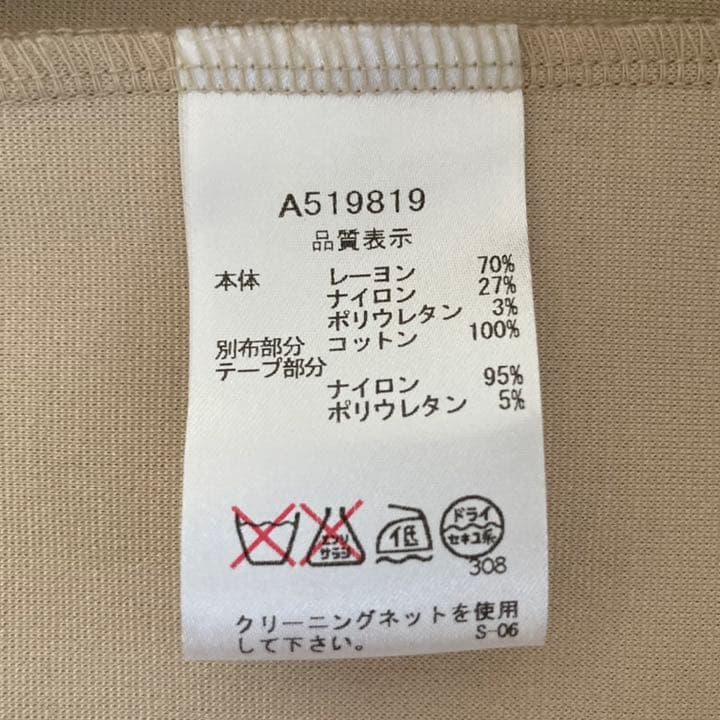 A519819
品質表示
本体 レーヨン 70%
ナイロン 27%
ポリウレタン 3%
別布部分 コットン 100%
テープ部分
ナイロン 95%
ポリウレタン 5%
エンソ サラシ 低 ドライ セキユ系
308
クリーニングネットを使用
して下さい。 S-06